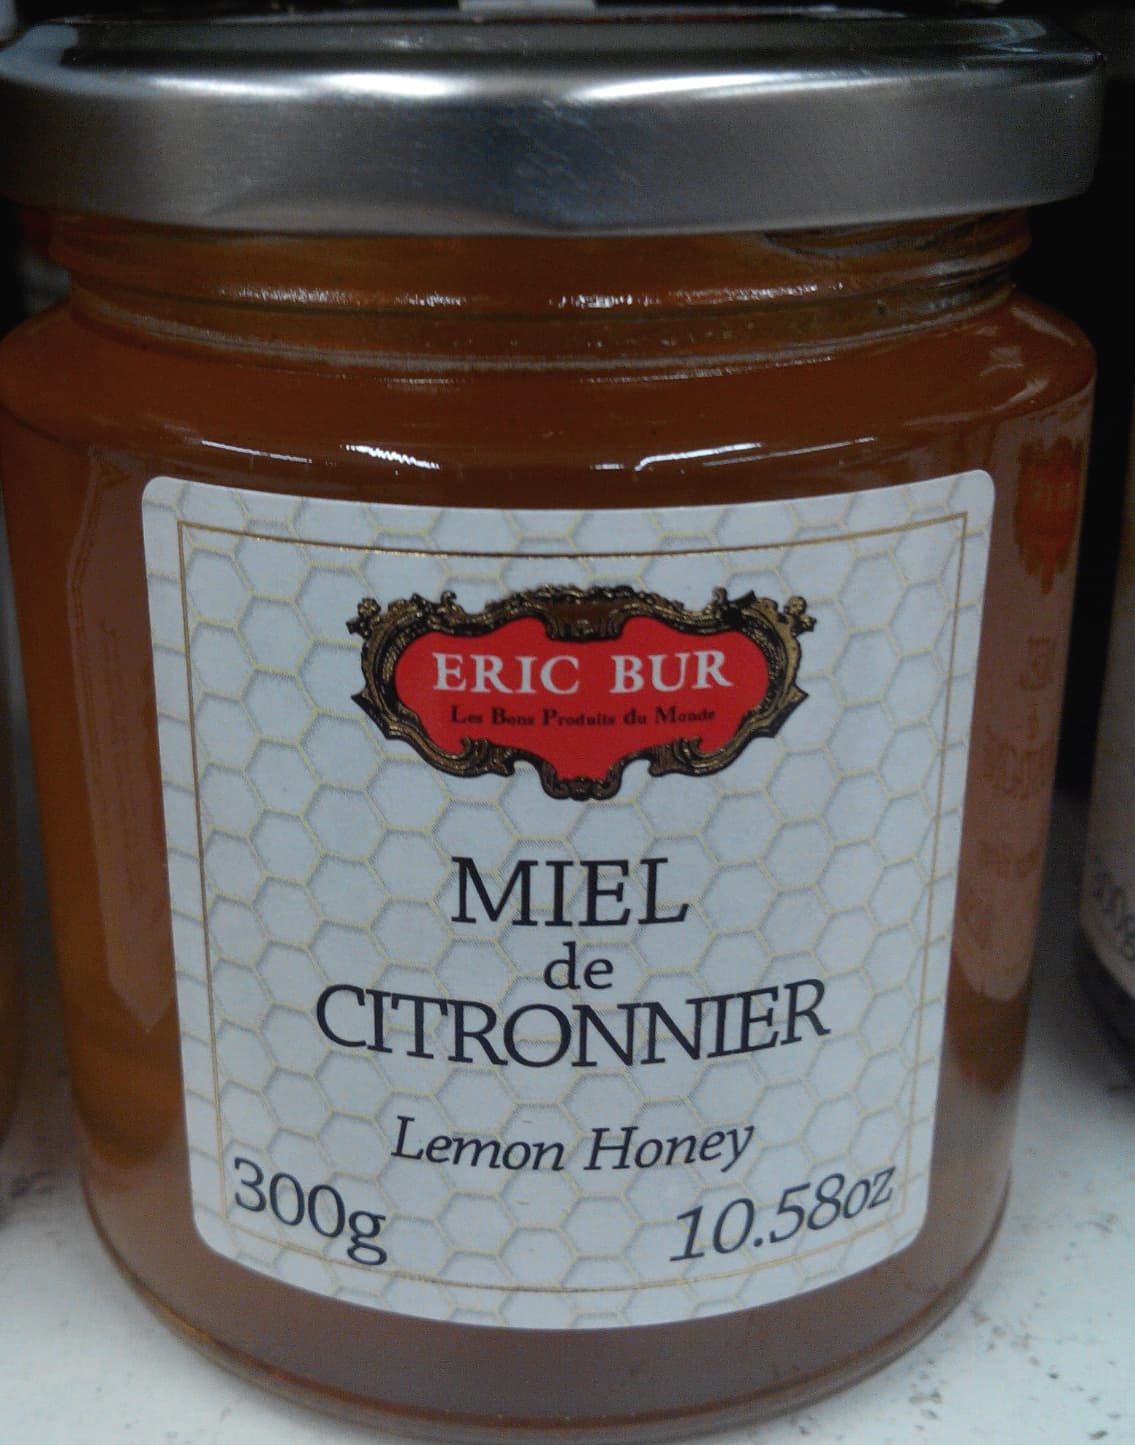 ERIC BUR
Les Bons Produits du Monde
MIEL
de
CITRONNIER
Lemon Honey
300g
10.58oz